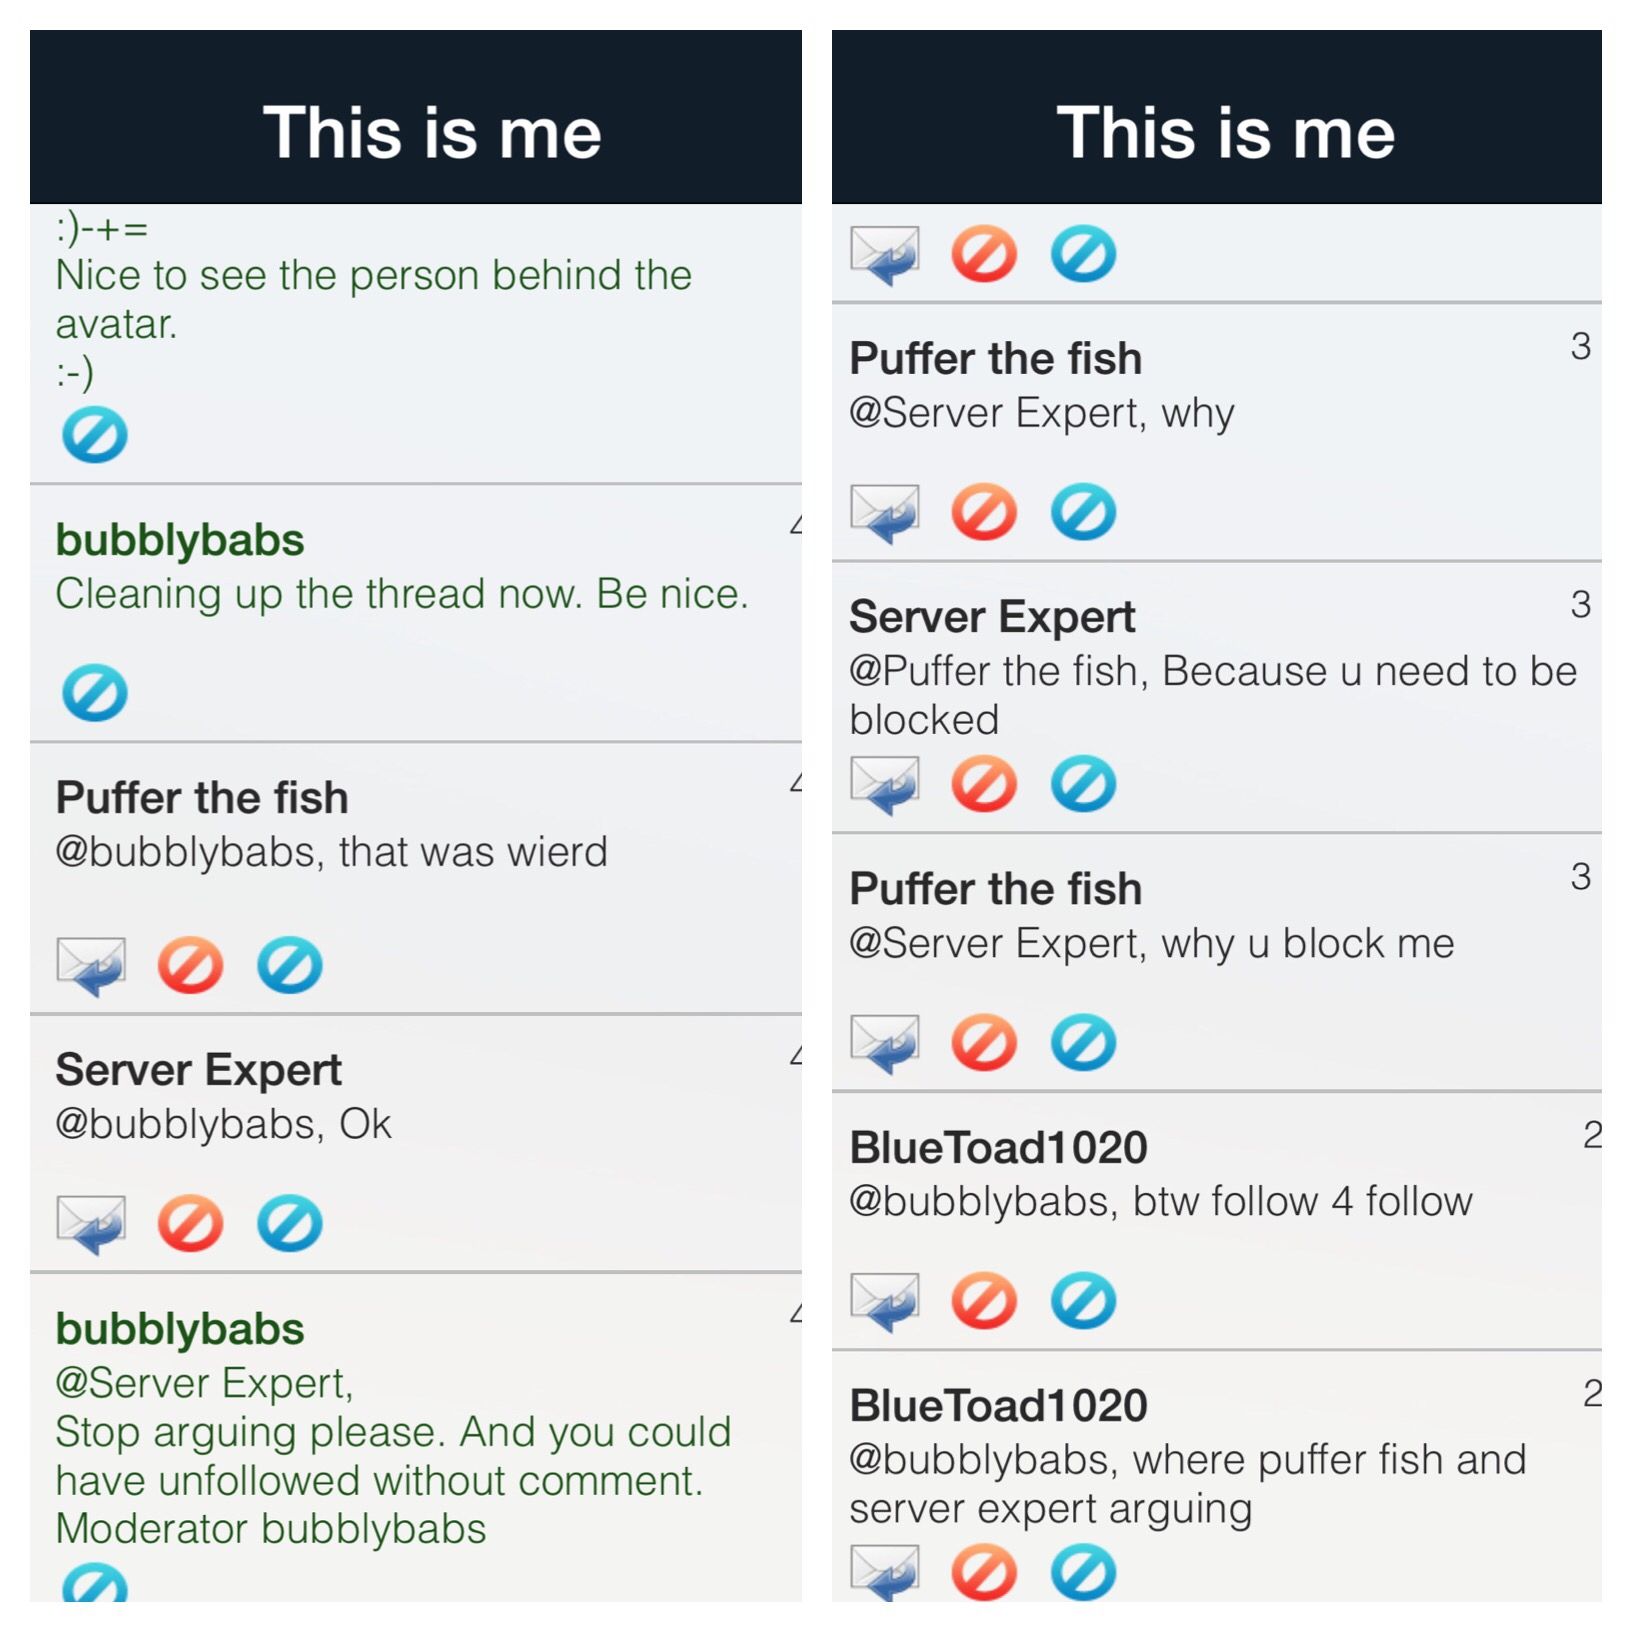 This is me
:)-+=
Nice to see the person behind the
avatar.
:-)
bubblybabs
Cleaning up the thread now. Be nice.
Puffer the fish
@bubblybabs, that was wierd
Server Expert
@bubblybabs, Ok
bubblybabs
@Server Expert,
Stop arguing please. And you could
have unfollowed without comment.
Moderator bubblybabs
This is me
Puffer the fish 3
@Server Expert, why
Server Expert 3
@Puffer the fish, Because u need to be
blocked
Puffer the fish 3
@Server Expert, why u block me
BlueToad1020 2
@bubblybabs, btw follow 4 follow
BlueToad1020 2
@bubblybabs, where puffer fish and
server expert arguing